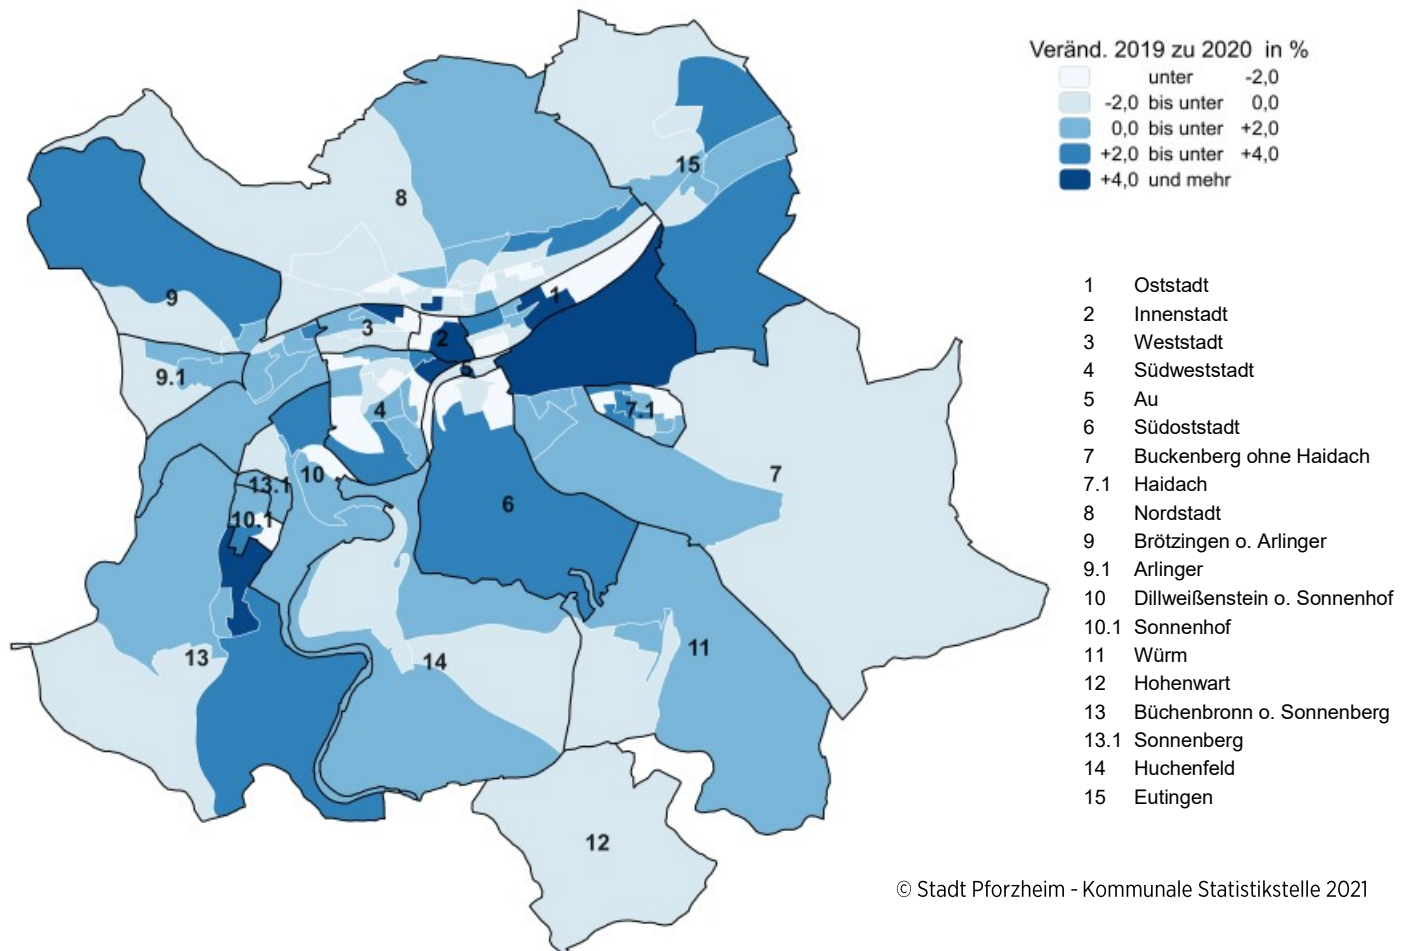 Veränd. 2019 zu 2020 in %
unter -2,0
-2,0 bis unter 0,0
0,0 bis unter +2,0
+2,0 bis unter +4,0
+4,0 und mehr
15
8
9
1
3
2
5
9.1
4
7.1
10
13.1
10.1
6
7
13
14
11
12
1 Oststadt
2 Innenstadt
3 Weststadt
4 Südweststadt
5 Au
6 Südoststadt
7 Buckenberg ohne Haidach
7.1 Haidach
8 Nordstadt
9 Brötzingen o. Arlinger
9.1 Arlinger
10 Dillweißenstein o. Sonnenhof
10.1 Sonnenhof
11 Würm
12 Hohenwart
13 Büchenbronn o. Sonnenberg
13.1 Sonnenberg
14 Huchenfeld
15 Eutingen
© Stadt Pforzheim - Kommunale Statistikstelle 2021